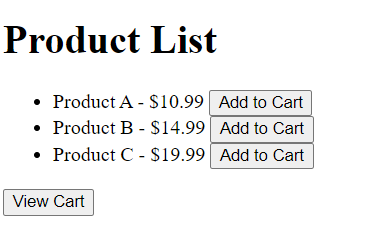 Product List
Product A - $10.99 Add to Cart
Product B - $14.99 Add to Cart
Product C - $19.99 Add to Cart
View Cart